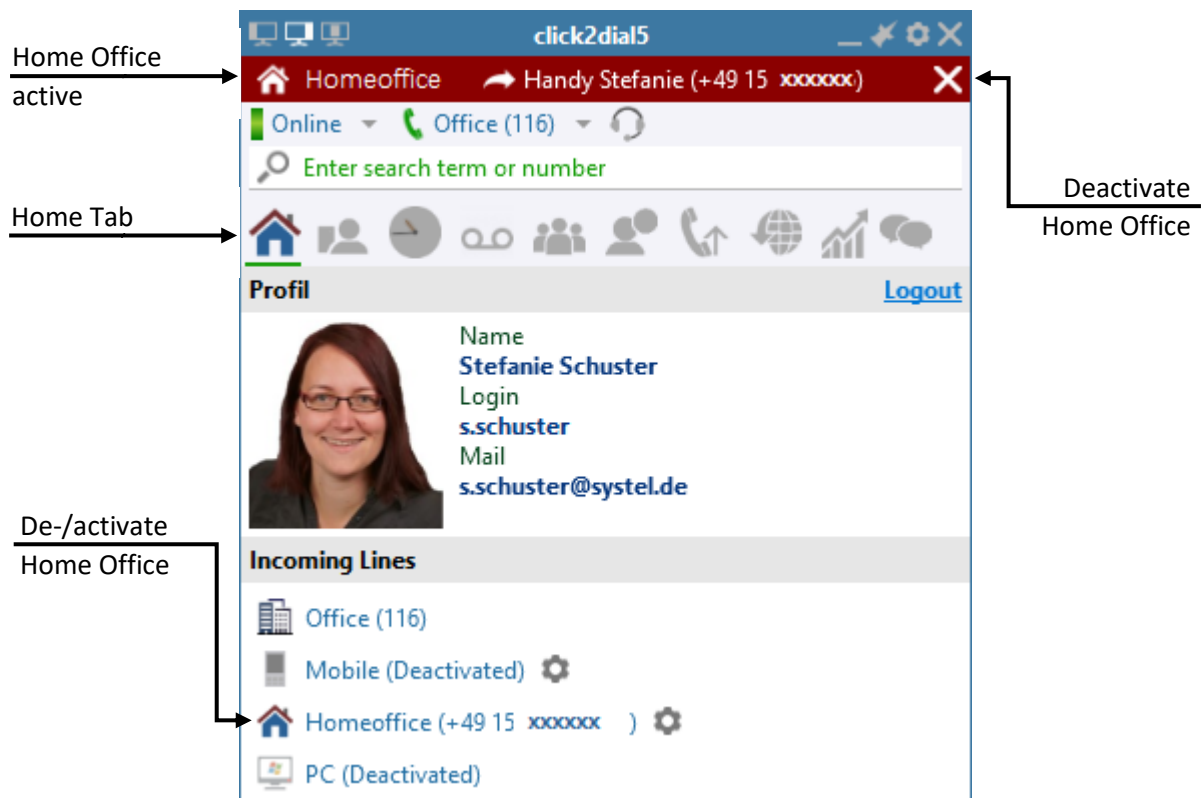 click2dial5
Home Office
active
Homeoffice Handy Stefanie (+49 15 xxxxxx )
Online Office (116)
Enter search term or number
Deactivate
Home Office
Home Tab
Profil Logout
Name
Stefanie Schuster
Login
s.schuster
Mail
s.schuster@systel.de
De-/activate
Home Office
Incoming Lines
Office (116)
Mobile (Deactivated)
Homeoffice (+49 15 xxxxxx )
PC (Deactivated)